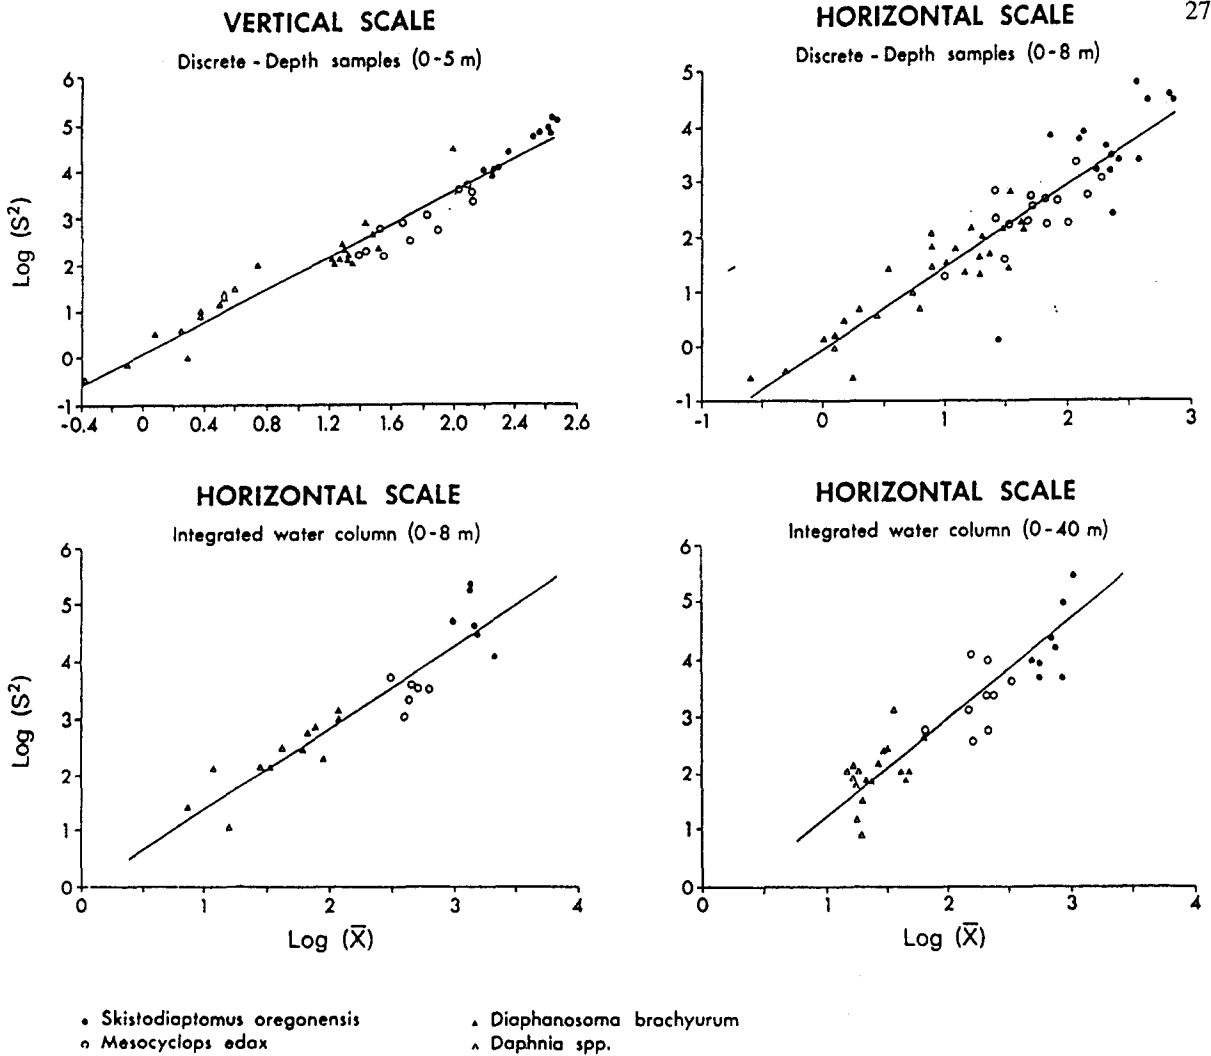 27
VERTICAL SCALE
Discrete - Depth samples (0-5 m)
6
5
4
3
2
1
0
-1
Log (S²)
-0.4 0 0.4 0.8 1.2 1.6 2.0 2.4 2.6
HORIZONTAL SCALE
Discrete - Depth samples (0-8 m)
5
4
3
2
1
0
-1
-1 0 1 2 3
HORIZONTAL SCALE
Integrated water column (0-8 m)
6
5
4
3
2
1
0
Log (S²)
0 1 2 3 4
Log (X̅)
HORIZONTAL SCALE
Integrated water column (0-40 m)
6
5
4
3
2
1
0
0 1 2 3 4
Log (X̅)
Skistodiaptomus oregonensis
Mesocyclops edax
Diaphanosoma brachyurum
Daphnia spp.